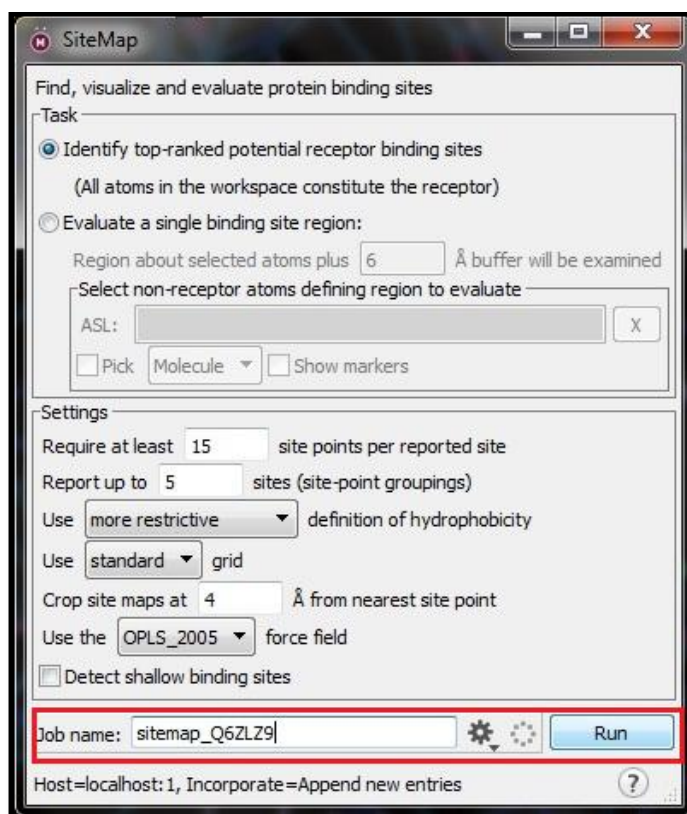 SiteMap
Find, visualize and evaluate protein binding sites
Task
Identify top-ranked potential receptor binding sites
(All atoms in the workspace constitute the receptor)
Evaluate a single binding site region:
Region about selected atoms plus 6 Å buffer will be examined
Select non-receptor atoms defining region to evaluate
ASL: X
Pick Molecule Show markers
Settings
Require at least 15 site points per reported site
Report up to 5 sites (site-point groupings)
Use more restrictive definition of hydrophobicity
Use standard grid
Crop site maps at 4 Å from nearest site point
Use the OPLS_2005 force field
Detect shallow binding sites
Job name: sitemap_Q6ZLZ9 Run
Host=localhost:1, Incorporate=Append new entries ?